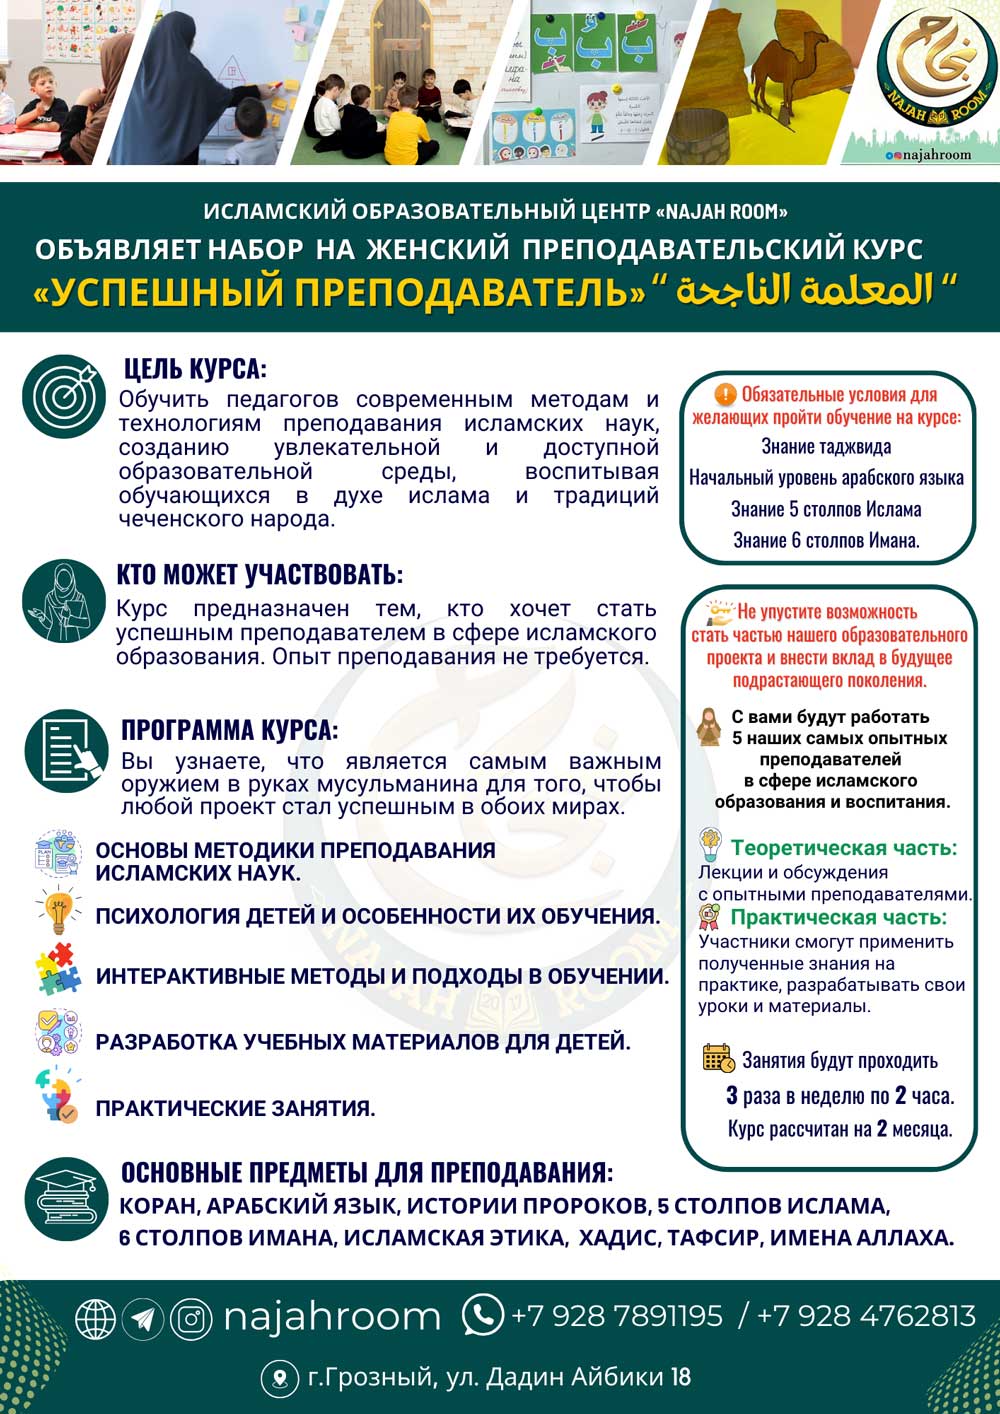 NAJAH ROOM
najahroom
ИСЛАМСКИЙ ОБРАЗОВАТЕЛЬНЫЙ ЦЕНТР «NAJAH ROOM»
ОБЪЯВЛЯЕТ НАБОР НА ЖЕНСКИЙ ПРЕПОДАВАТЕЛЬСКИЙ КУРС
«УСПЕШНЫЙ ПРЕПОДАВАТЕЛЬ» “ المعلمة الناجحة “
ЦЕЛЬ КУРСА:
Обучить педагогов современным методам и
технологиям преподавания исламских наук,
созданию увлекательной и доступной
образовательной среды, воспитывая
обучающихся в духе ислама и традиций
чеченского народа.
Обязательные условия для
желающих пройти обучение на курсе:
Знание таджвида
Начальный уровень арабского языка
Знание 5 столпов Ислама
Знание 6 столпов Имана.
КТО МОЖЕТ УЧАСТВОВАТЬ:
Курс предназначен тем, кто хочет стать
успешным преподавателем в сфере исламского
образования. Опыт преподавания не требуется.
ПРОГРАММА КУРСА:
Вы узнаете, что является самым важным
оружием в руках мусульманина для того, чтобы
любой проект стал успешным в обоих мирах.
ОСНОВЫ МЕТОДИКИ ПРЕПОДАВАНИЯ
ИСЛАМСКИХ НАУК.
ПСИХОЛОГИЯ ДЕТЕЙ И ОСОБЕННОСТИ ИХ ОБУЧЕНИЯ.
ИНТЕРАКТИВНЫЕ МЕТОДЫ И ПОДХОДЫ В ОБУЧЕНИИ.
РАЗРАБОТКА УЧЕБНЫХ МАТЕРИАЛОВ ДЛЯ ДЕТЕЙ.
ПРАКТИЧЕСКИЕ ЗАНЯТИЯ.
NAJAH ROOM
2017
Не упустите возможность
стать частью нашего образовательного
проекта и внести вклад в будущее
подрастающего поколения.
С вами будут работать
5 наших самых опытных
преподавателей
в сфере исламского
образования и воспитания.
Теоретическая часть:
Лекции и обсуждения
с опытными преподавателями.
Практическая часть:
Участники смогут применить
полученные знания на
практике, разрабатывать свои
уроки и материалы.
Занятия будут проходить
3 раза в неделю по 2 часа.
Курс рассчитан на 2 месяца.
ОСНОВНЫЕ ПРЕДМЕТЫ ДЛЯ ПРЕПОДАВАНИЯ:
КОРАН, АРАБСКИЙ ЯЗЫК, ИСТОРИИ ПРОРОКОВ, 5 СТОЛПОВ ИСЛАМА,
6 СТОЛПОВ ИМАНА, ИСЛАМСКАЯ ЭТИКА, ХАДИС, ТАФСИР, ИМЕНА АЛЛАХА.
najahroom +7 928 7891195 / +7 928 4762813
г.Грозный, ул. Дадин Айбики 18